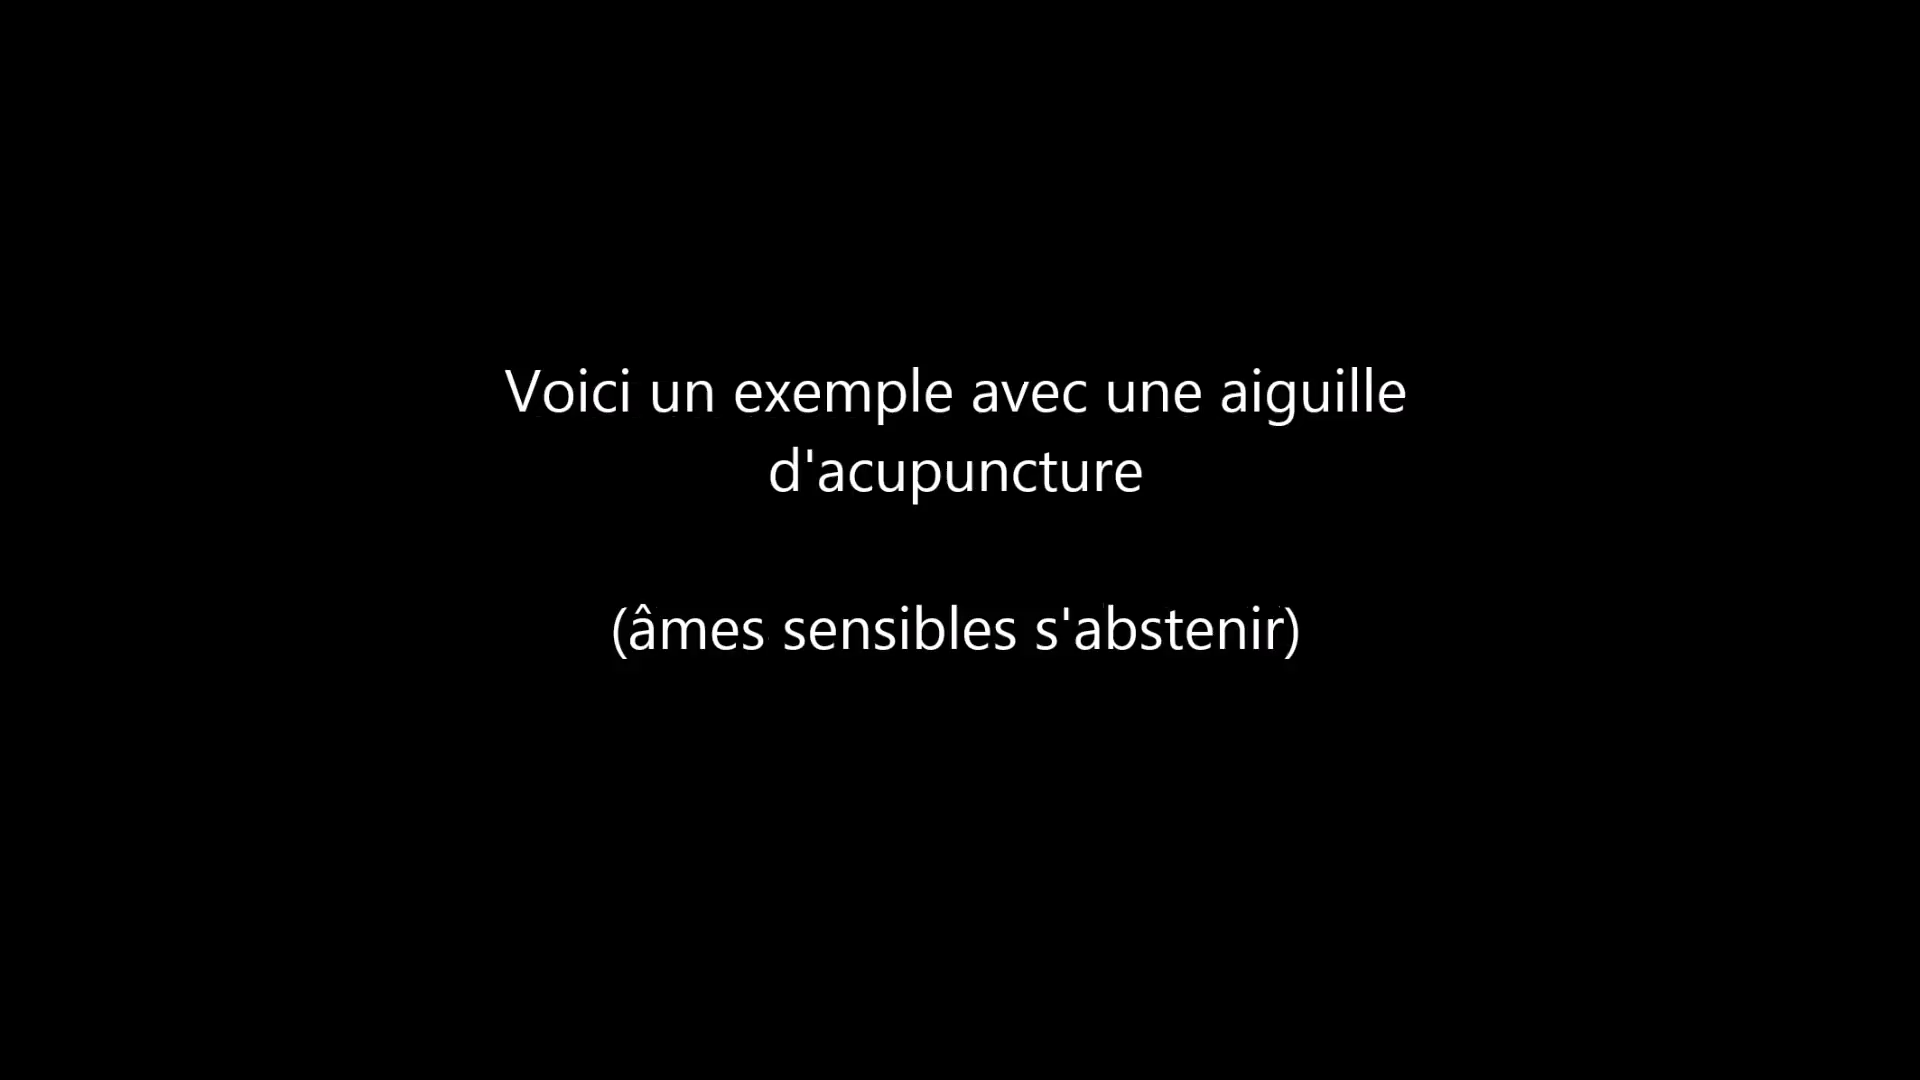 Voici un exemple avec une aiguille
d'acupuncture
(âmes sensibles s'abstenir)